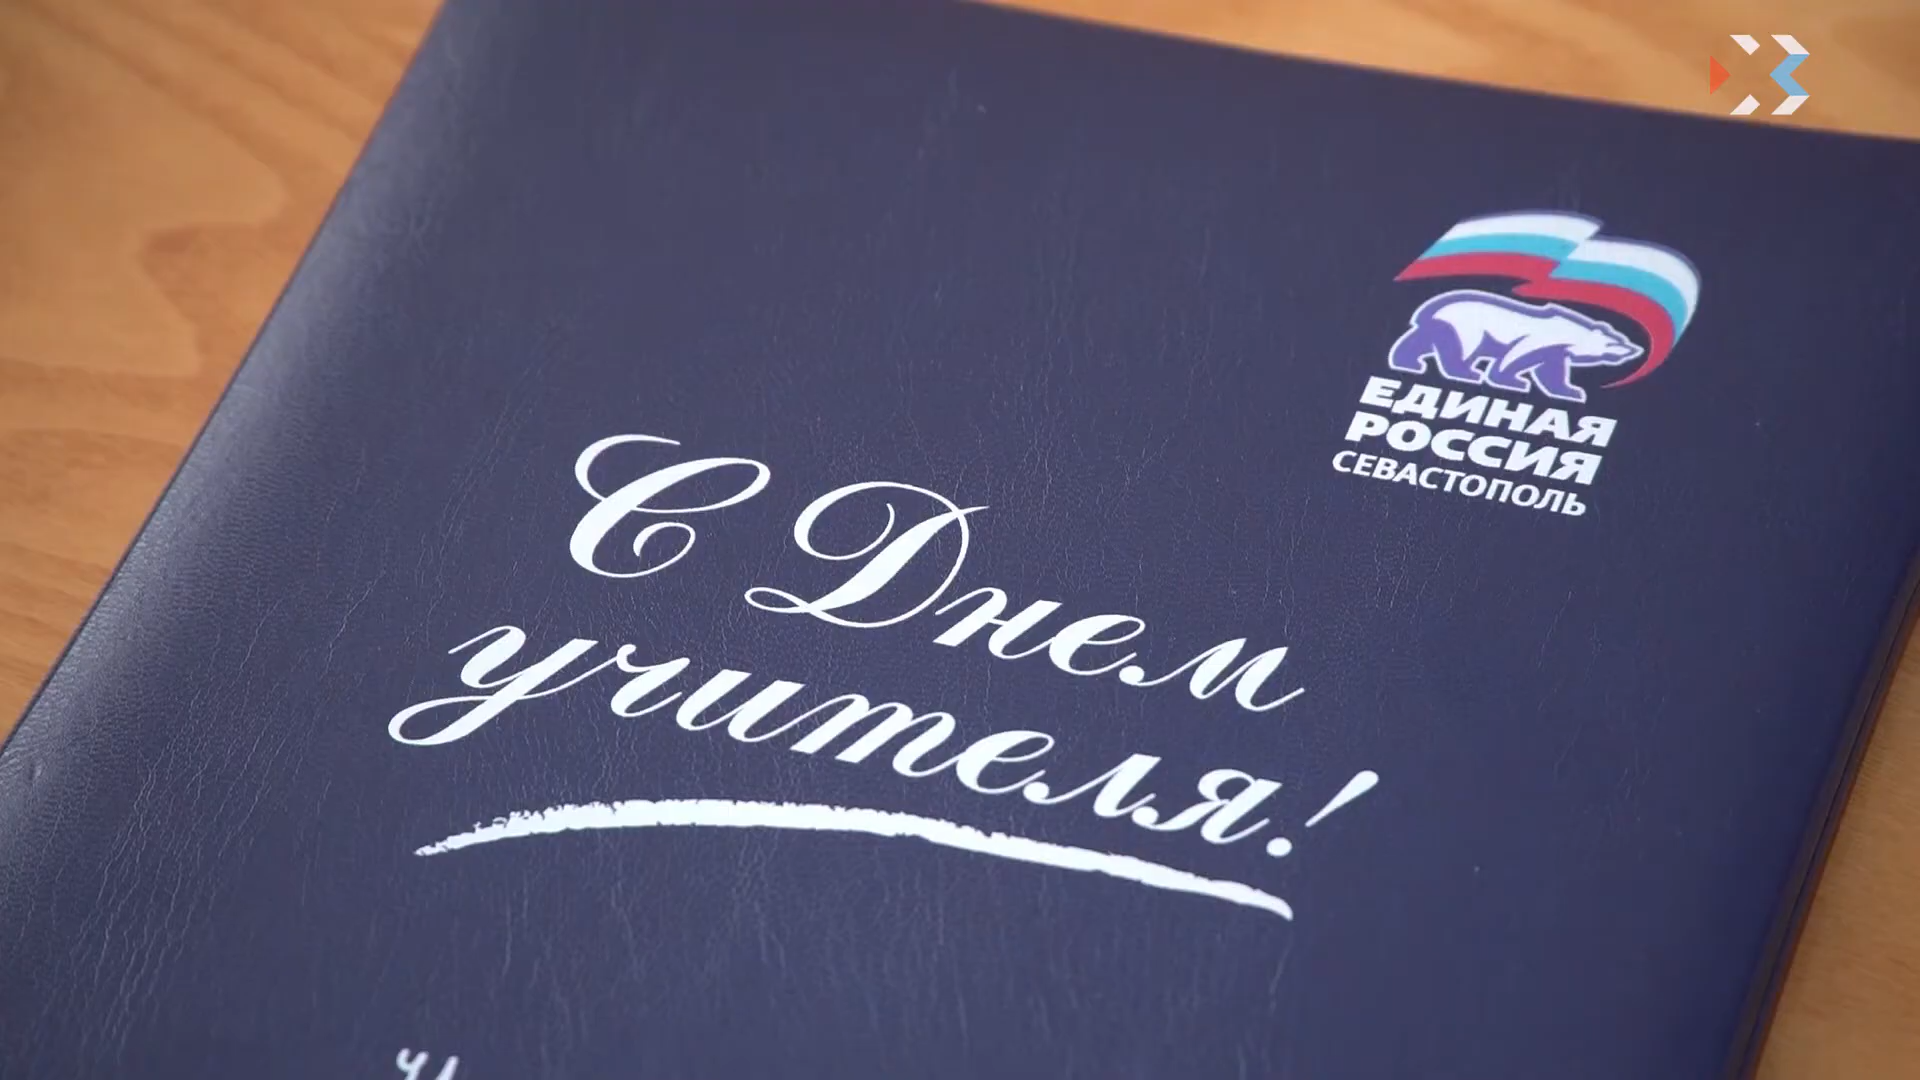 ЕДИНАЯ
РОССИЯ
СЕВАСТОПОЛЬ
С Днем
учителя!